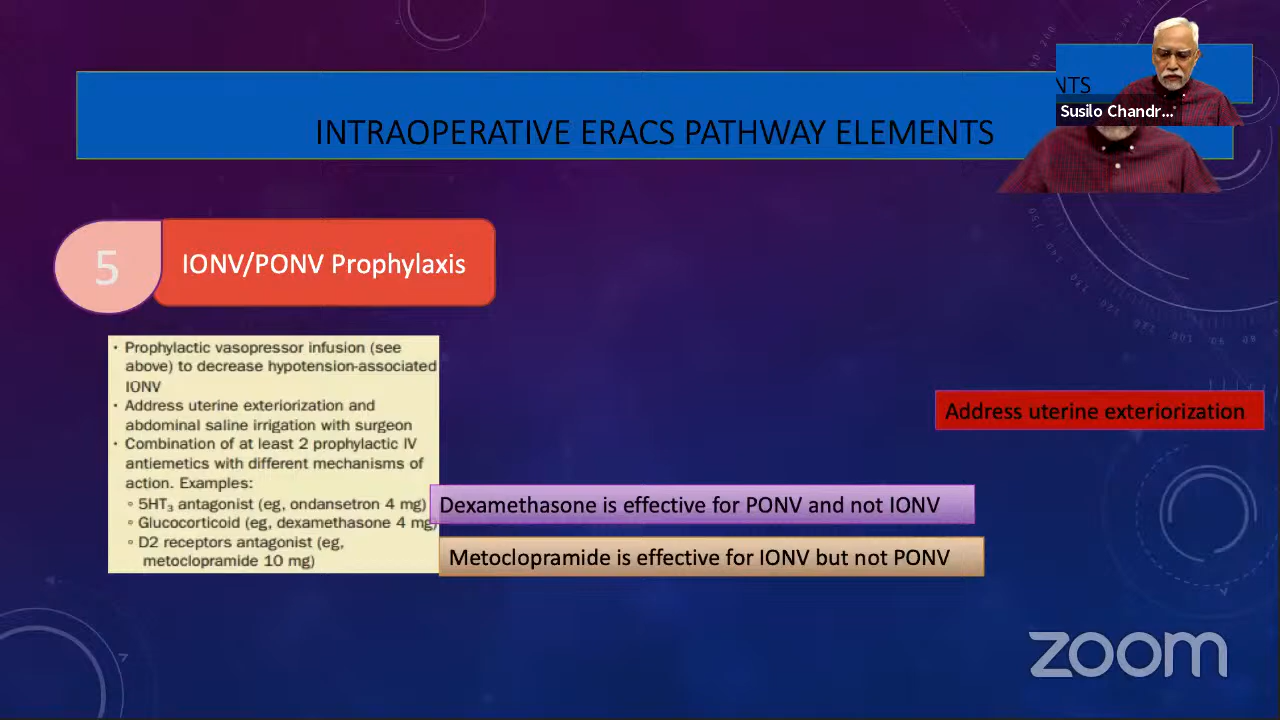 NTS
Susilo Chandr...
INTRAOPERATIVE ERACS PATHWAY ELEMENTS
5
IONV/PONV Prophylaxis
• Prophylactic vasopressor infusion (see
above) to decrease hypotension-associated
IONV
• Address uterine exteriorization and
abdominal saline irrigation with surgeon
• Combination of at least 2 prophylactic IV
antiemetics with different mechanisms of
action. Examples:
◦ 5HT₃ antagonist (eg, ondansetron 4 mg)
◦ Glucocorticoid (eg, dexamethasone 4 mg)
◦ D2 receptors antagonist (eg,
metoclopramide 10 mg)
Address uterine exteriorization
Dexamethasone is effective for PONV and not IONV
Metoclopramide is effective for IONV but not PONV
zoom